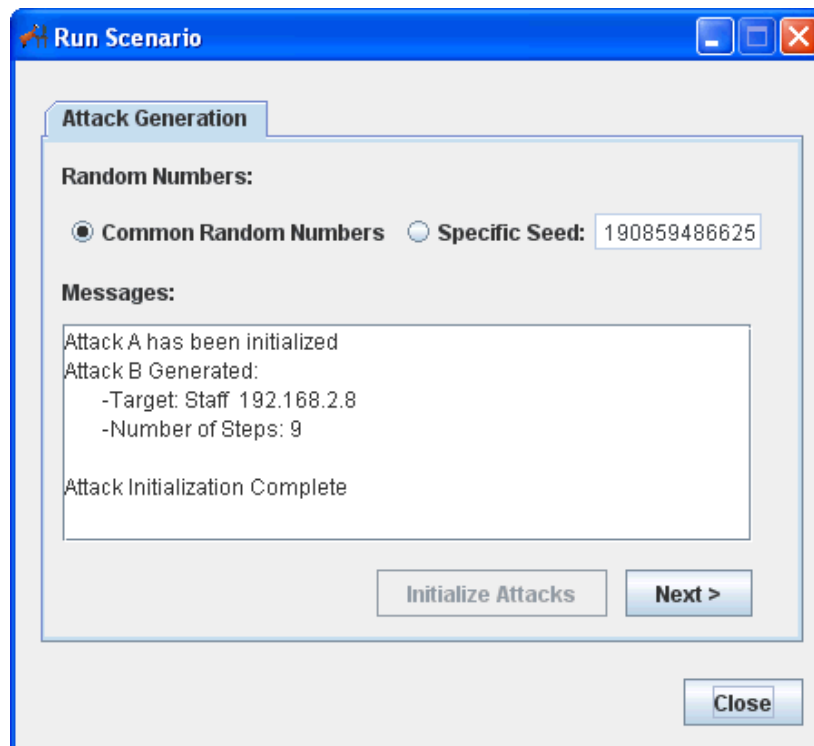 Run Scenario
Attack Generation
Random Numbers:
Common Random Numbers Specific Seed: 190859486625
Messages:
Attack A has been initialized
Attack B Generated:
-Target: Staff 192.168.2.8
-Number of Steps: 9
Attack Initialization Complete
Initialize Attacks Next >
Close